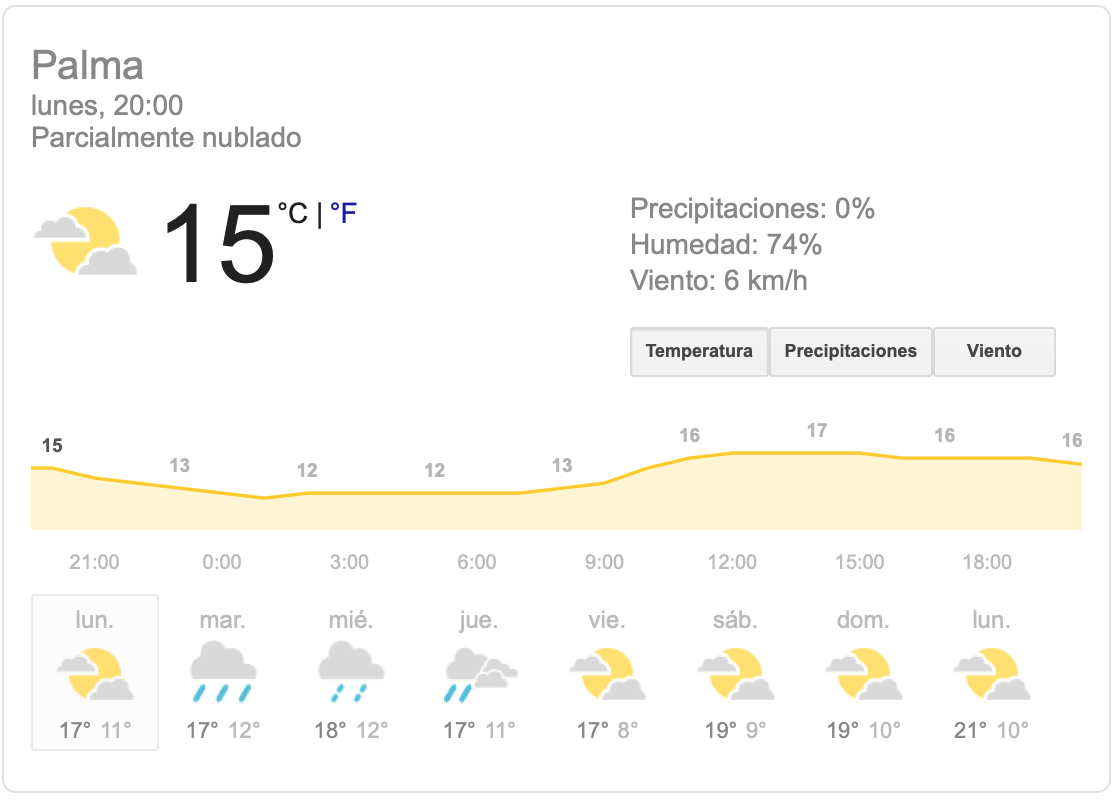 Palma
lunes, 20:00
Parcialmente nublado
15 °C | °F
Precipitaciones: 0%
Humedad: 74%
Viento: 6 km/h
Temperatura Precipitaciones Viento
15 13 12 12 13 16 17 16 16
21:00 0:00 3:00 6:00 9:00 12:00 15:00 18:00
lun. mar. mié. jue. vie. sáb. dom. lun.
17° 11° 17° 12° 18° 12° 17° 11° 17° 8° 19° 9° 19° 10° 21° 10°